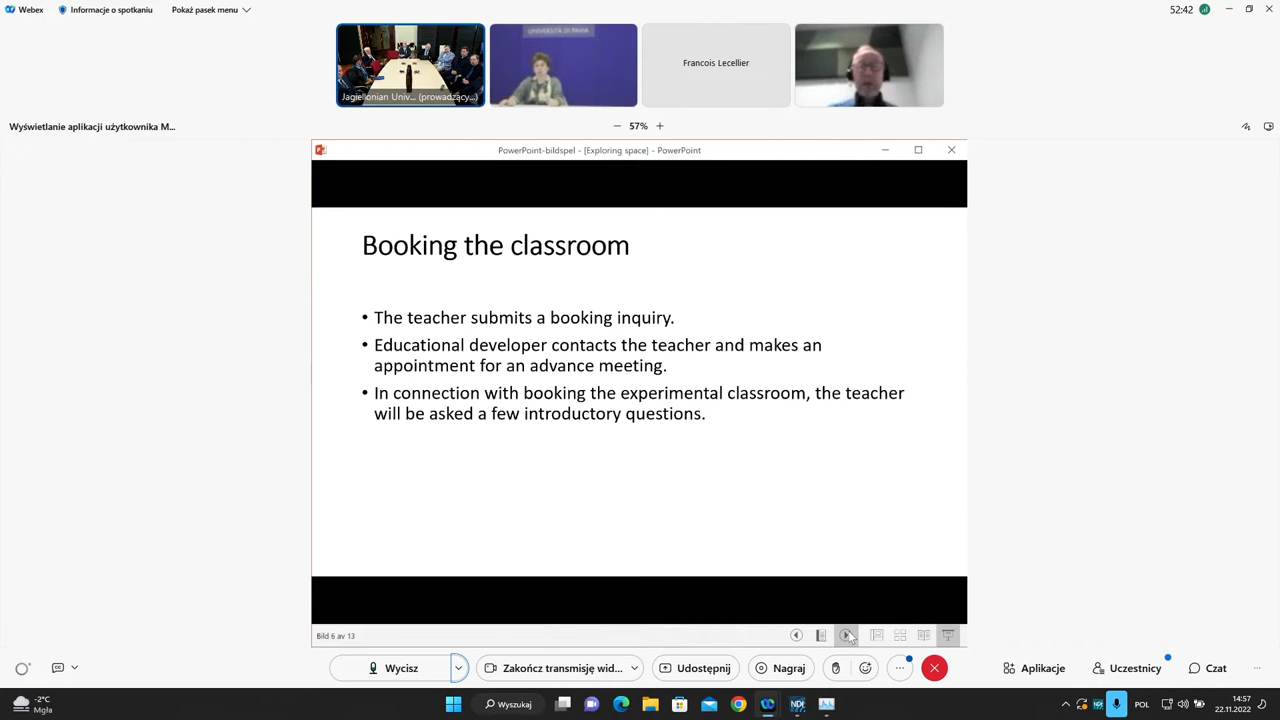 Webex
Informacje o spotkaniu
Pokaż pasek menu
52:42
Jagiellonian Univ... (prowadzący...)
UNIVERSITÀ DI PAVIA
Francois Lecellier
Wyświetlanie aplikacji użytkownika M...
57%
PowerPoint-bildspel - [Exploring space] - PowerPoint
Booking the classroom
• The teacher submits a booking inquiry.
• Educational developer contacts the teacher and makes an
appointment for an advance meeting.
• In connection with booking the experimental classroom, the teacher
will be asked a few introductory questions.
Bild 6 av 13
Wycisz
Zakończ transmisję wid...
Udostępnij
Nagraj
Aplikacje
Uczestnicy
Czat
-2°C
Mgła
Wyszukaj
POL
14:57
22.11.2022